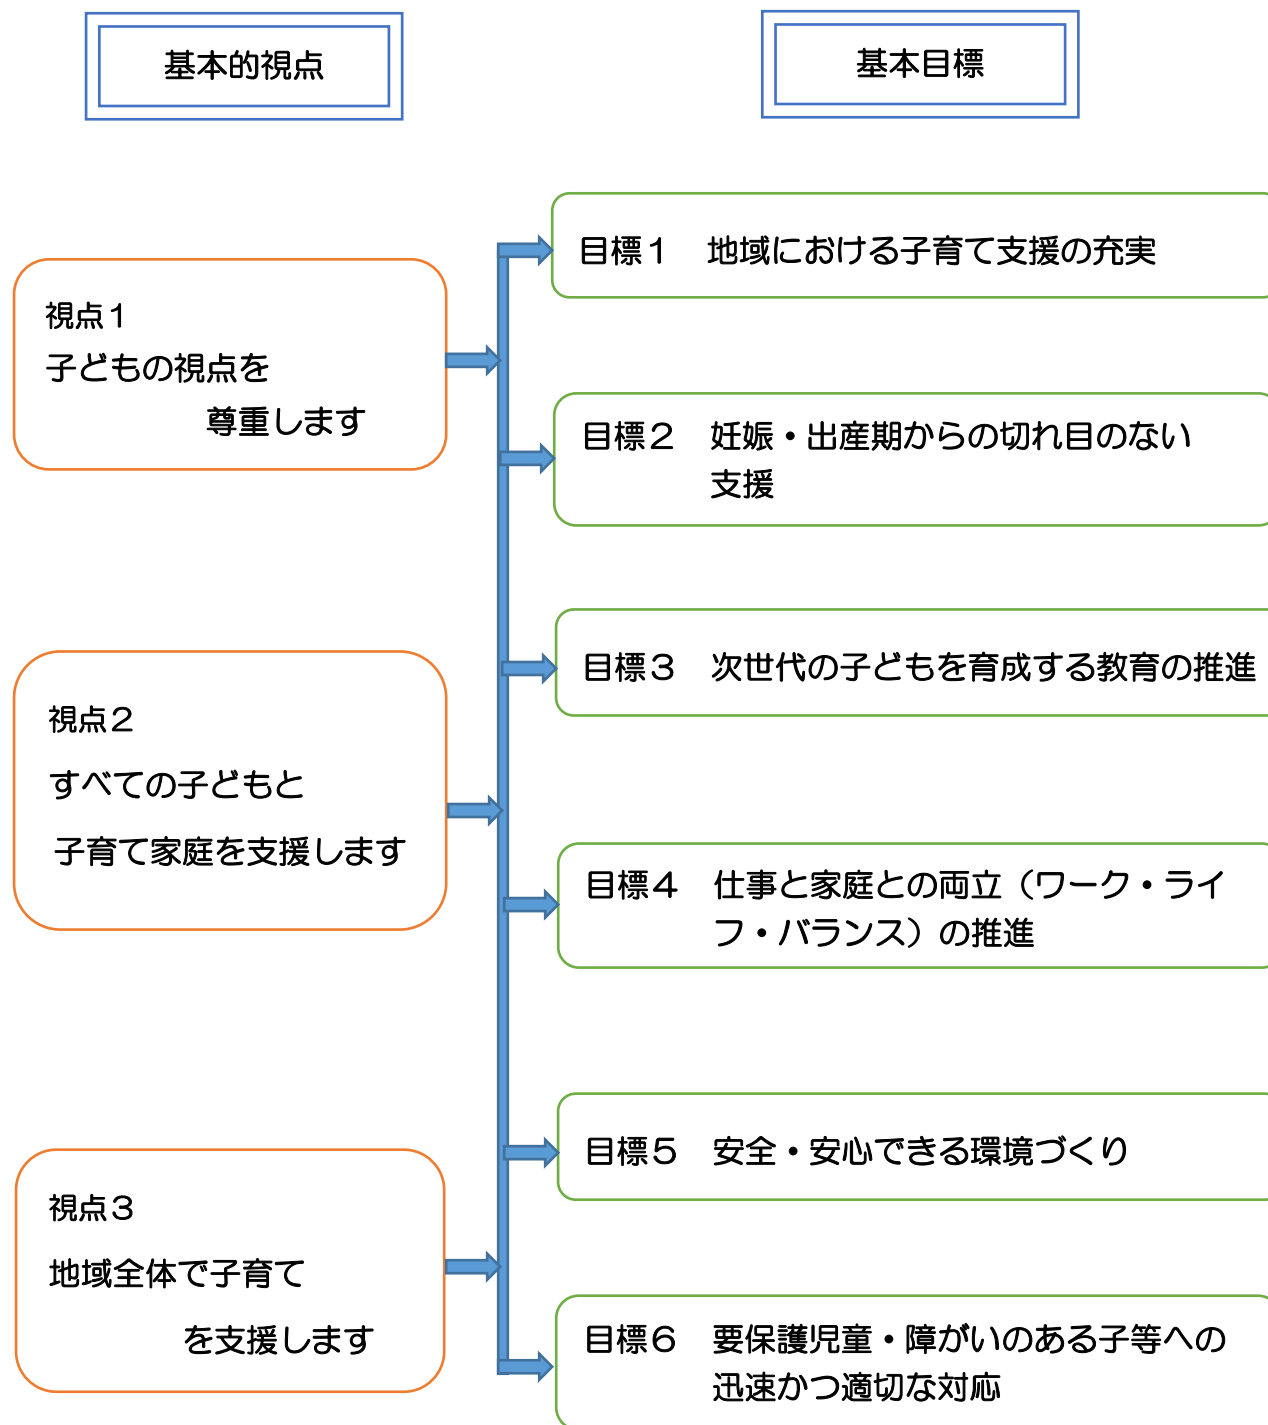 基本的視点
基本目標
視点１
子どもの視点を
尊重します
視点２
すべての子どもと
子育て家庭を支援します
視点３
地域全体で子育て
を支援します
目標１　地域における子育て支援の充実
目標２　妊娠・出産期からの切れ目のない
支援
目標３　次世代の子どもを育成する教育の推進
目標４　仕事と家庭との両立（ワーク・ライ
フ・バランス）の推進
目標５　安全・安心できる環境づくり
目標６　要保護児童・障がいのある子等への
迅速かつ適切な対応